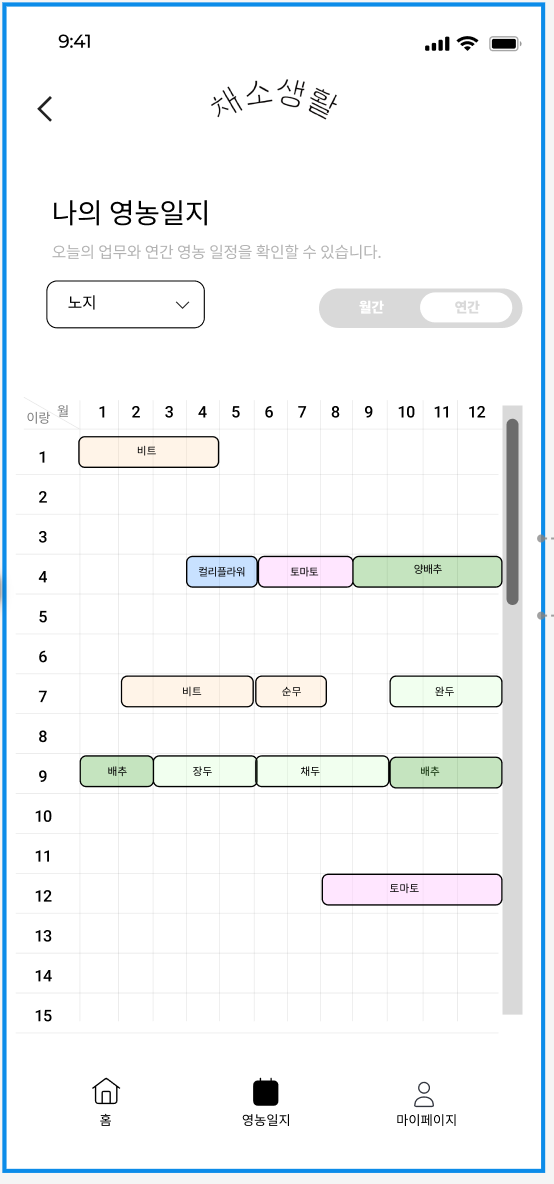 9:41
채소생활
나의 영농일지
오늘의 업무와 연간 영농 일정을 확인할 수 있습니다.
노지
월간 연간
이랑 월 1 2 3 4 5 6 7 8 9 10 11 12
1 비트
2
3
4 컬리플라워 토마토 양배추
5
6
7 비트 순무 완두
8
9 배추 장두 채두 배추
10
11
12 토마토
13
14
15
홈 영농일지 마이페이지